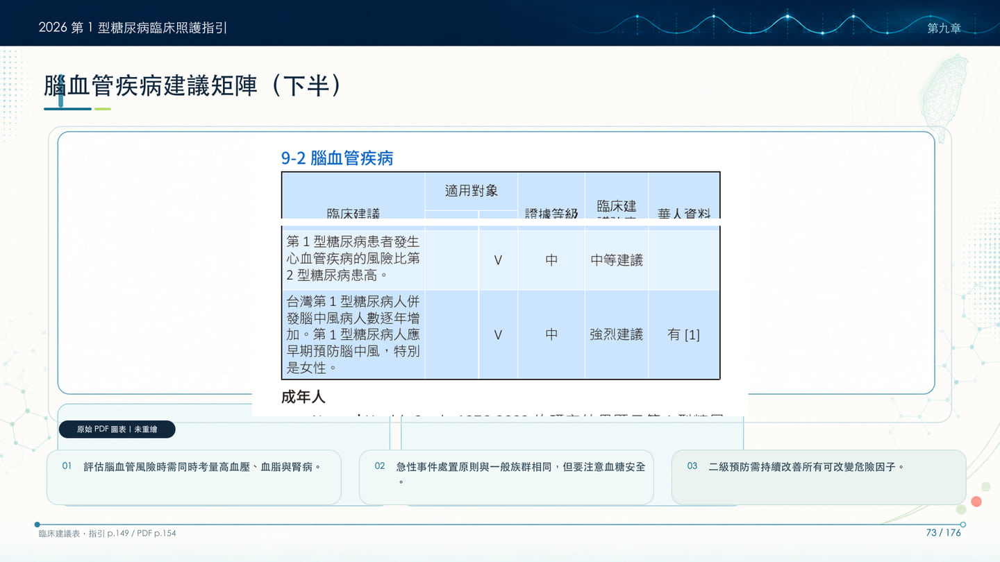 2026 第 1 型糖尿病臨床照護指引
第九章
腦血管疾病建議矩陣（下半）
9-2 腦血管疾病
適用對象
臨床建議
證據等級
臨床建
華人資料
第 1 型糖尿病患者發生
心血管疾病的風險比第
2 型糖尿病患高。
V
中
中等建議
台灣第 1 型糖尿病人併
發腦中風病人數逐年增
加。第 1 型糖尿病人應
早期預防腦中風，特別
是女性。
V
中
強烈建議
有 [1]
成年人
原始 PDF 圖表｜未重繪
01 評估腦血管風險時需同時考量高血壓、血脂與腎病。
02 急性事件處置原則與一般族群相同，但要注意血糖安全
。
03 二級預防需持續改善所有可改變危險因子。
臨床建議表，指引 p.149 / PDF p.154
73 / 176